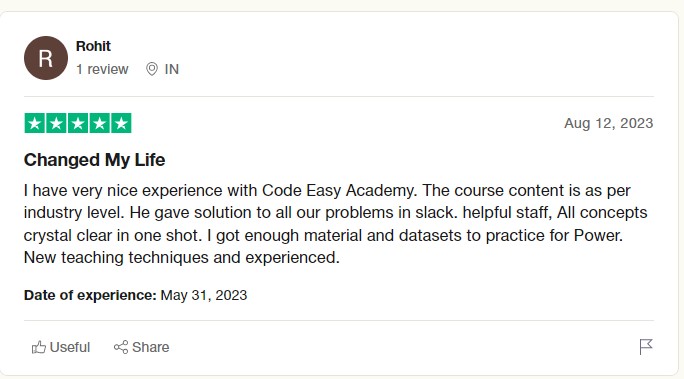 R
Rohit
1 review IN
Aug 12, 2023
Changed My Life
I have very nice experience with Code Easy Academy. The course content is as per
industry level. He gave solution to all our problems in slack. helpful staff, All concepts
crystal clear in one shot. I got enough material and datasets to practice for Power.
New teaching techniques and experienced.
Date of experience: May 31, 2023
Useful Share